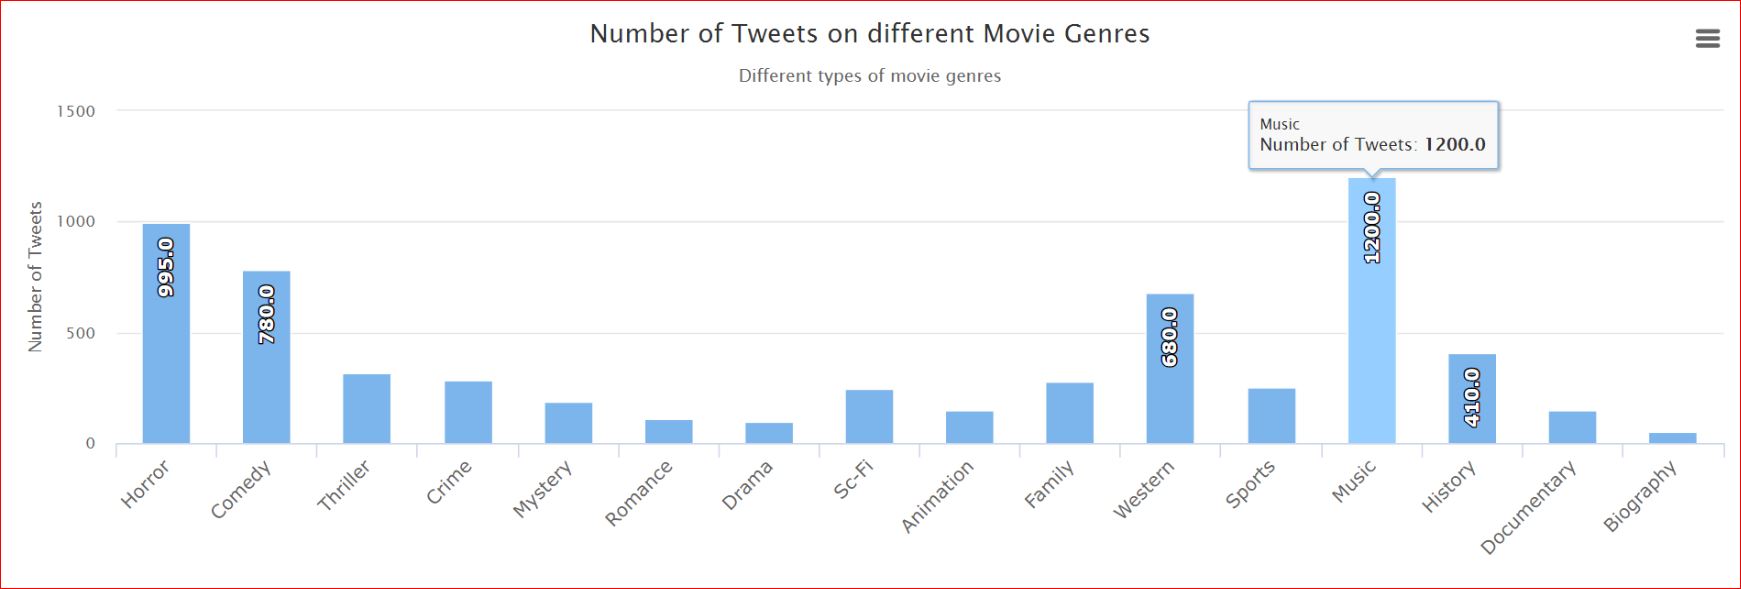 Number of Tweets on different Movie Genres
Different types of movie genres
Number of Tweets
1500
1000
500
0
Music
Number of Tweets: 1200.0
995.0
780.0
680.0
1200.0
410.0
Horror
Comedy
Thriller
Crime
Mystery
Romance
Drama
Sc-Fi
Animation
Family
Western
Sports
Music
History
Documentary
Biography